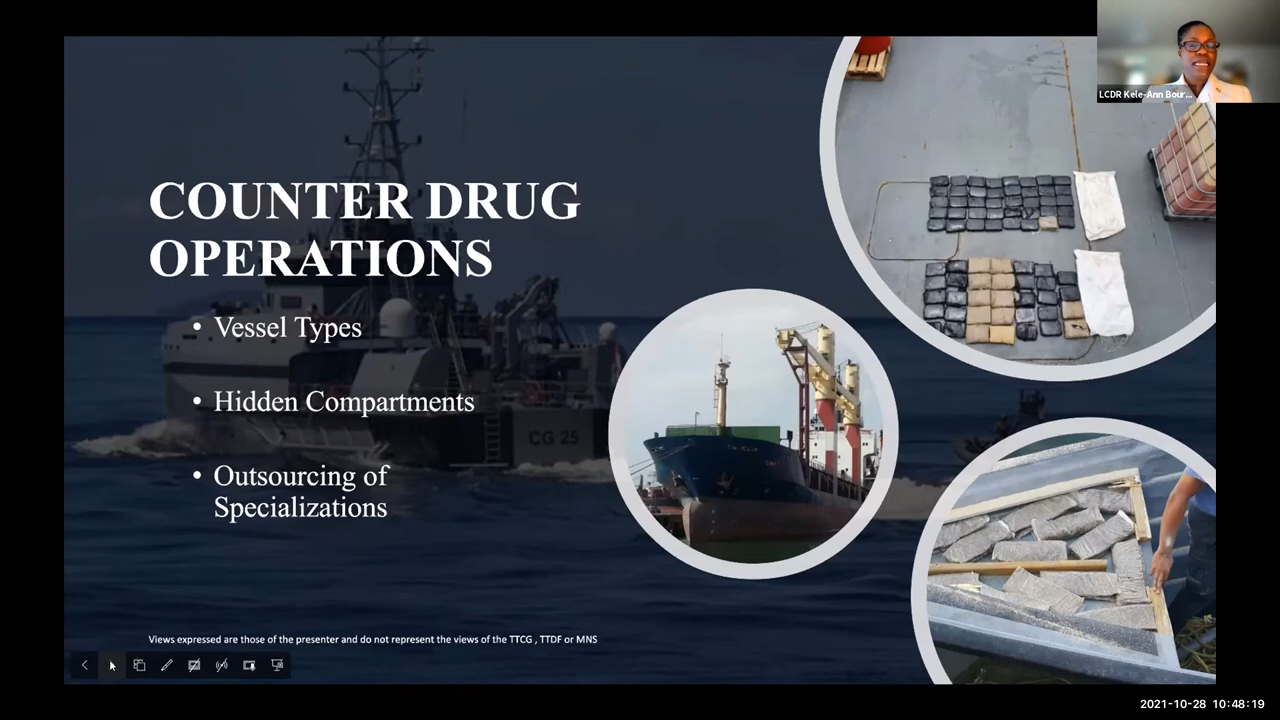 LCDR Kele-Ann Bour...
COUNTER DRUG
OPERATIONS
• Vessel Types
• Hidden Compartments
CG 25
• Outsourcing of
Specializations
Views expressed are those of the presenter and do not represent the views of the TTCG , TTDF or MNS
2021-10-28 10:48:19